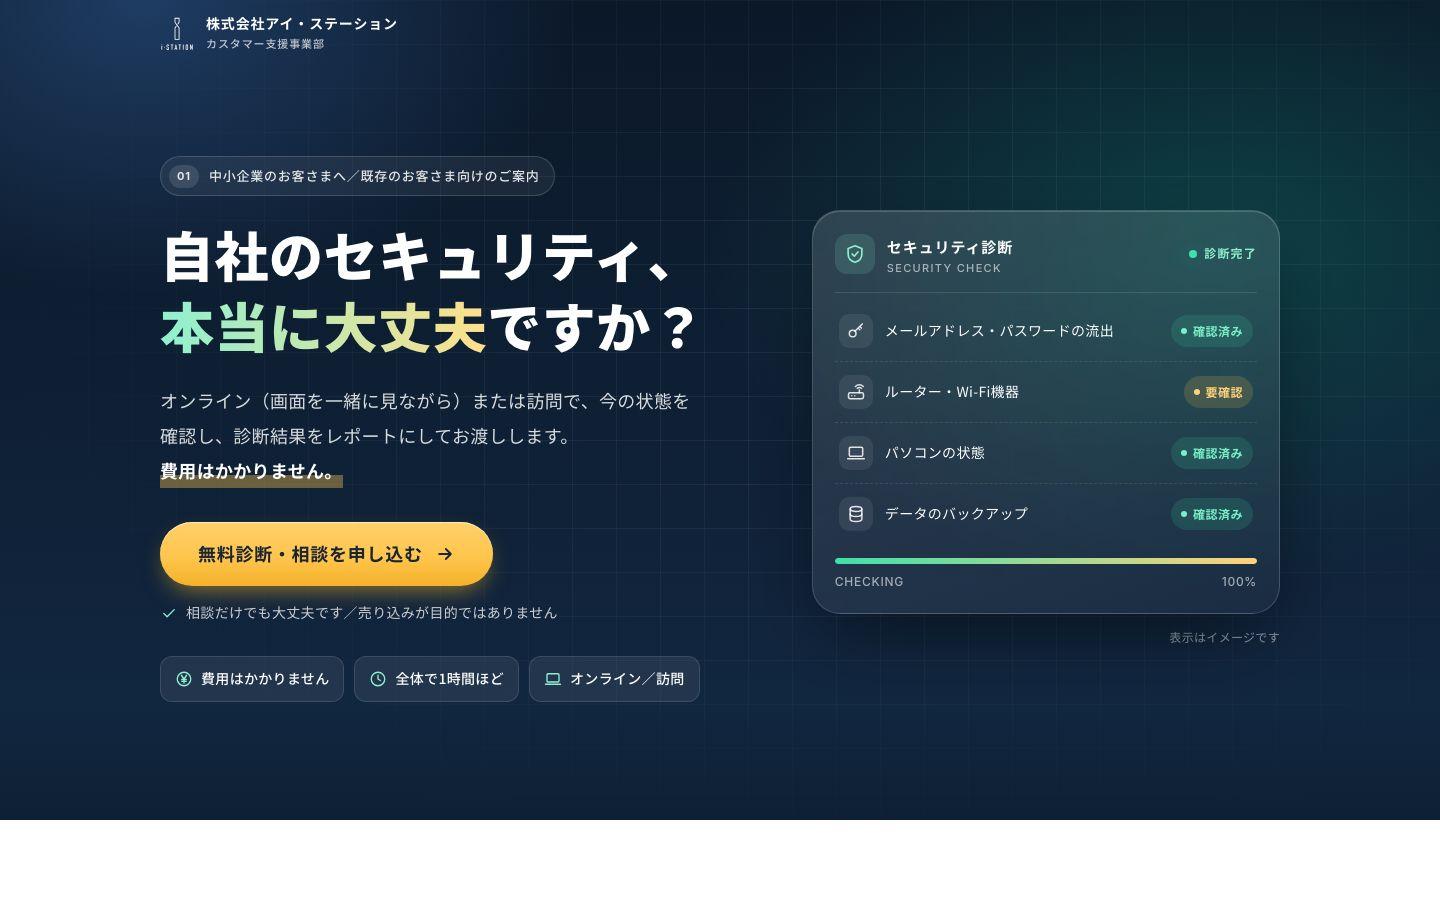 i-STATION
株式会社アイ・ステーション
カスタマー支援事業部
01 中小企業のお客さまへ／既存のお客さま向けのご案内
自社のセキュリティ、
本当に大丈夫ですか？
オンライン（画面を一緒に見ながら）または訪問で、今の状態を
確認し、診断結果をレポートにしてお渡しします。
費用はかかりません。
無料診断・相談を申し込む →
相談だけでも大丈夫です／売り込みが目的ではありません
費用はかかりません
全体で1時間ほど
オンライン／訪問
セキュリティ診断
SECURITY CHECK
診断完了
メールアドレス・パスワードの流出 確認済み
ルーター・Wi-Fi機器 要確認
パソコンの状態 確認済み
データのバックアップ 確認済み
CHECKING 100%
表示はイメージです